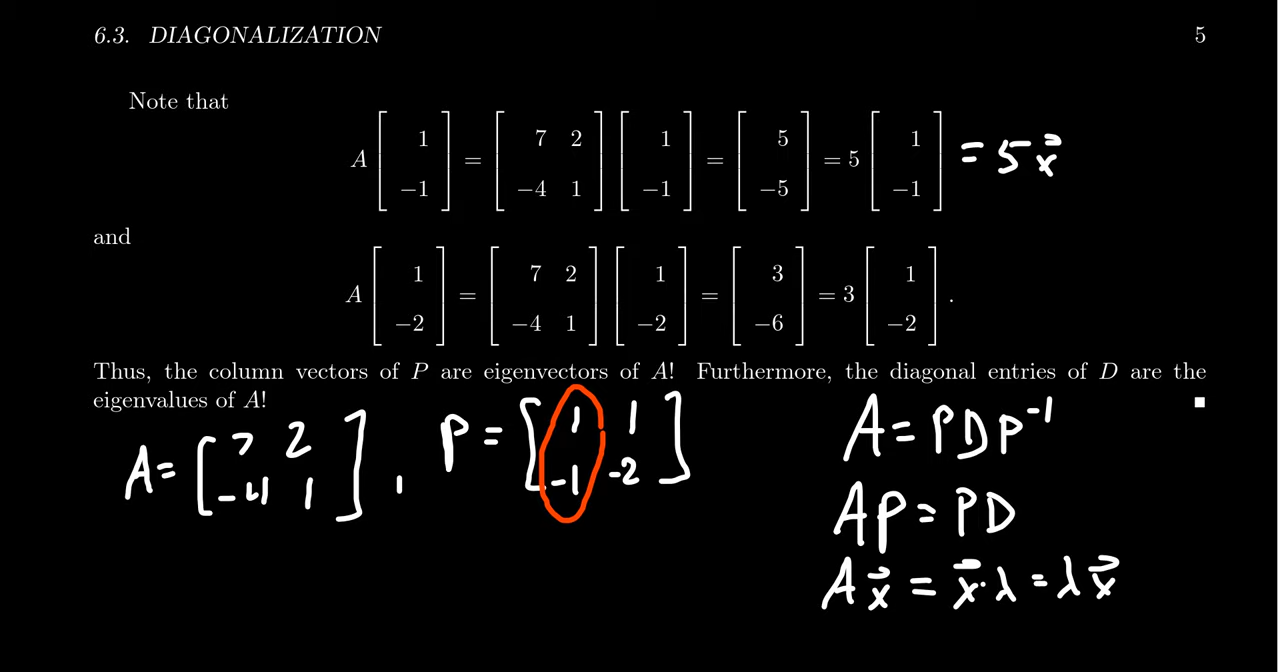 6.3. DIAGONALIZATION 5
Note that
A [ 1 −1 ] = [ 7 2 −4 1 ] [ 1 −1 ] = [ 5 −5 ] = 5 [ 1 −1 ] = 5x⃗
and
A [ 1 −2 ] = [ 7 2 −4 1 ] [ 1 −2 ] = [ 3 −6 ] = 3 [ 1 −2 ] .
Thus, the column vectors of P are eigenvectors of A! Furthermore, the diagonal entries of D are the
eigenvalues of A! ■
A = [ 7 2 −4 1 ] , P = [ 1 1 −1 −2 ]
A = PDP⁻¹
AP = PD
Ax⃗ = x⃗·λ = λx⃗